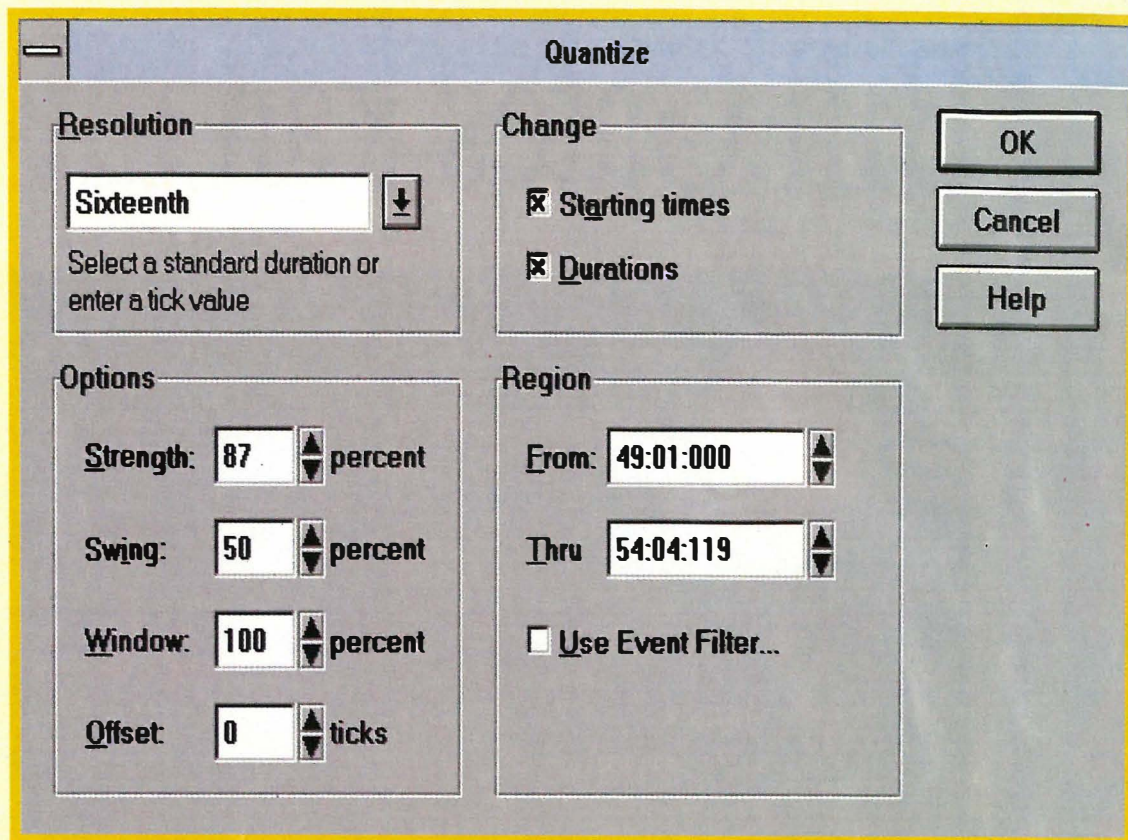 Quantize
Resolution
Sixteenth
Select a standard duration or
enter a tick value
Change
Starting times
Durations
OK
Cancel
Help
Options
Strength: 87 percent
Swing: 50 percent
Window: 100 percent
Offset: 0 ticks
Region
From: 49:01:000
Thru 54:04:119
Use Event Filter...